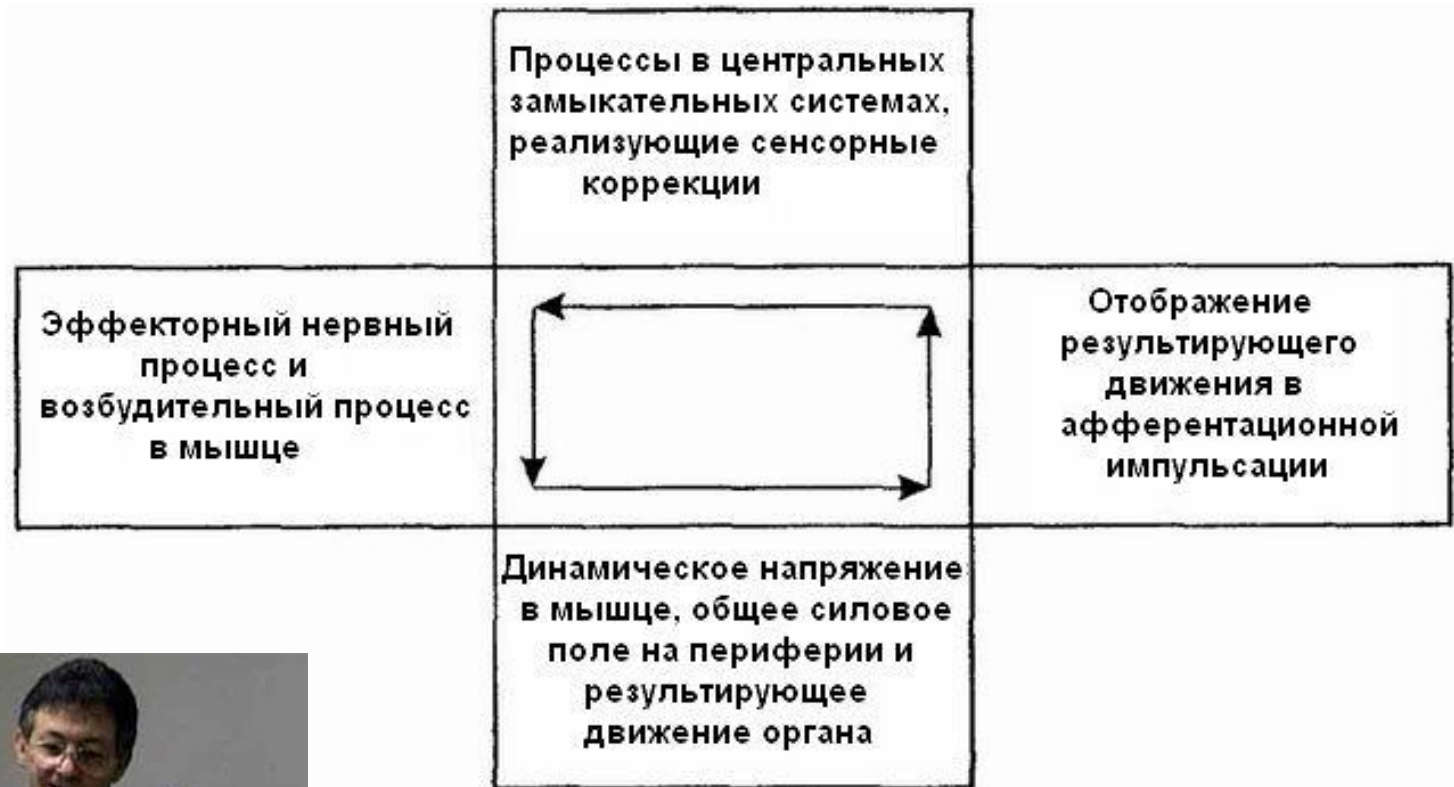 Процессы в центральных
замыкательных системах,
реализующие сенсорные
коррекции
Эффекторный нервный
процесс и
возбудительный процесс
в мышце
Отображение
результирующего
движения в
афферентационной
импульсации
Динамическое напряжение
в мышце, общее силовое
поле на периферии и
результирующее
движение органа